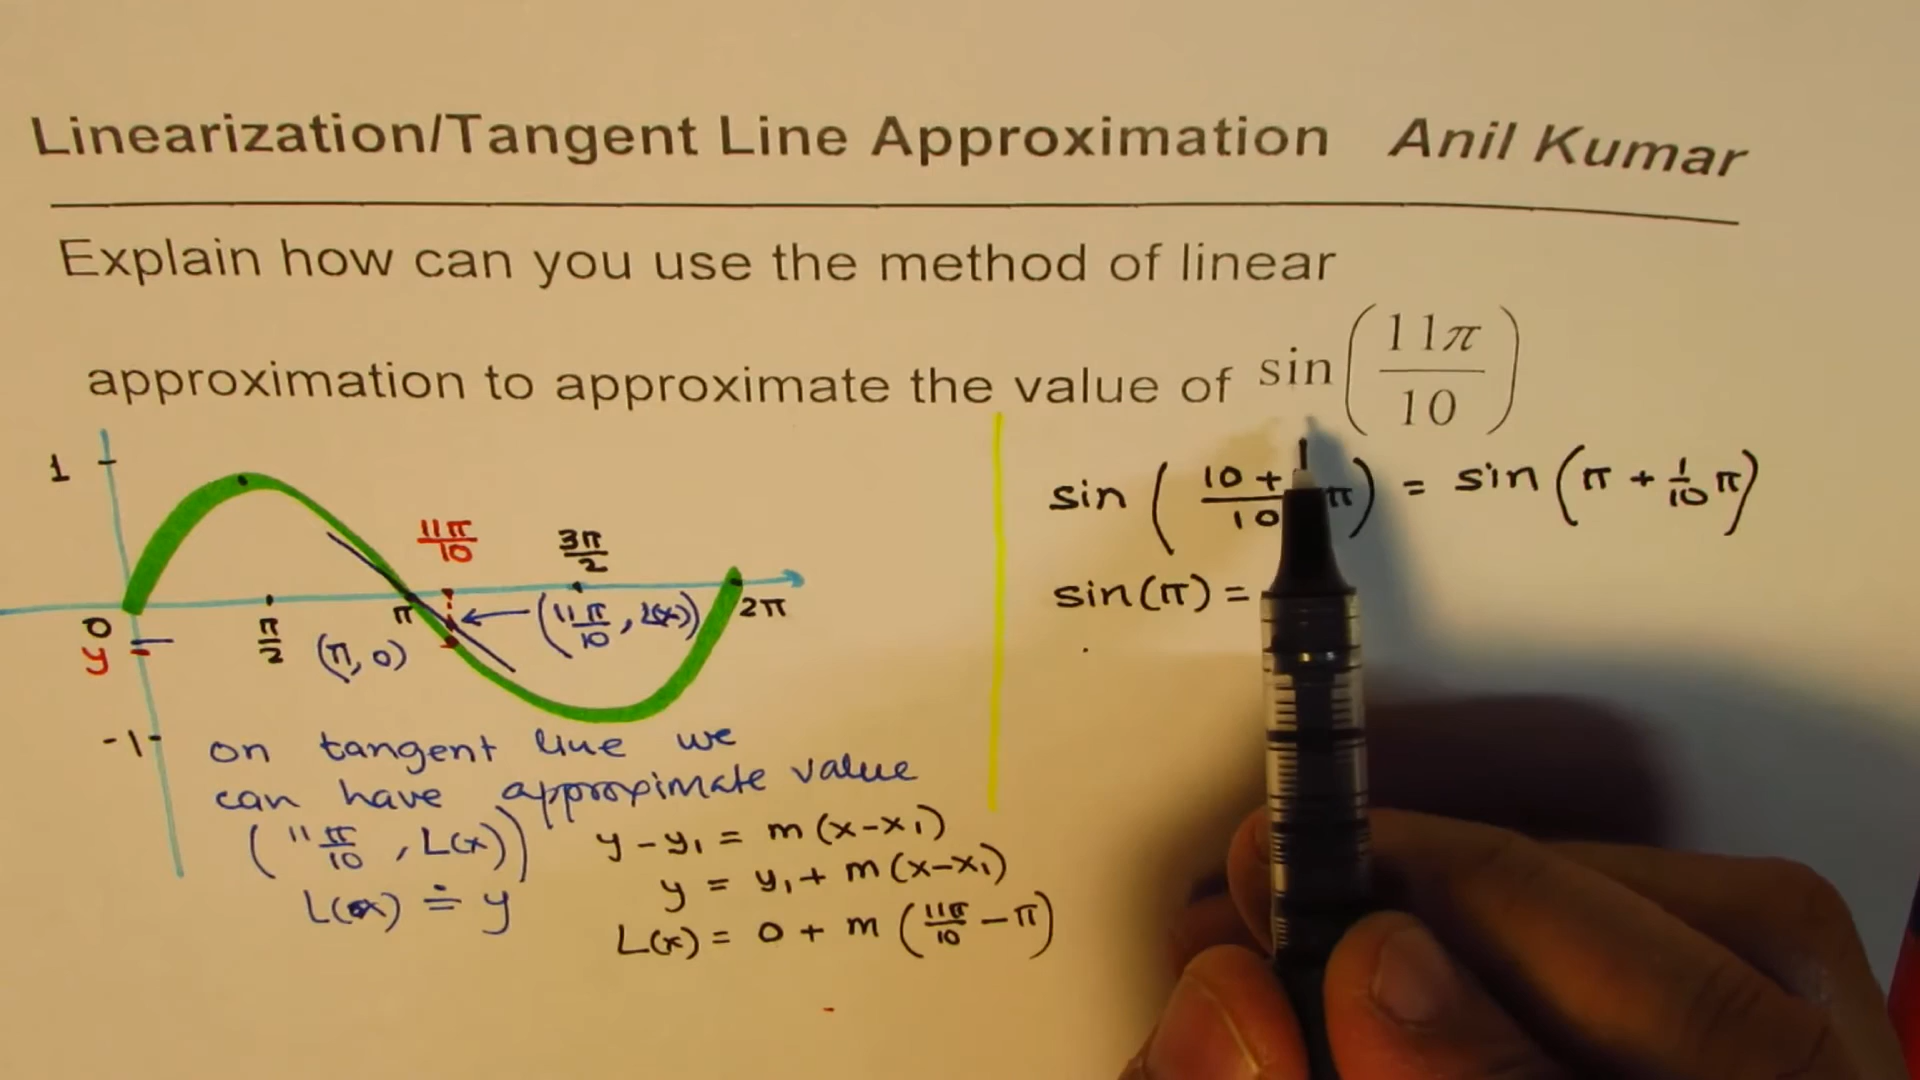 Linearization/Tangent Line Approximation Anil Kumar
Explain how can you use the method of linear
approximation to approximate the value of sin(11π/10)
sin(10+ /10 π) = sin(π + 1/10 π)
sin(π) =
1
11π/10
3π/2
0
π/2
π
(11π/10, L(x))
2π
y
(π, 0)
-1
on tangent line we
can have approximate value
(11π/10, L(x))
L(x) ≐ y
y - y₁ = m(x-x₁)
y = y₁ + m(x-x₁)
L(x) = 0 + m(11π/10 - π)